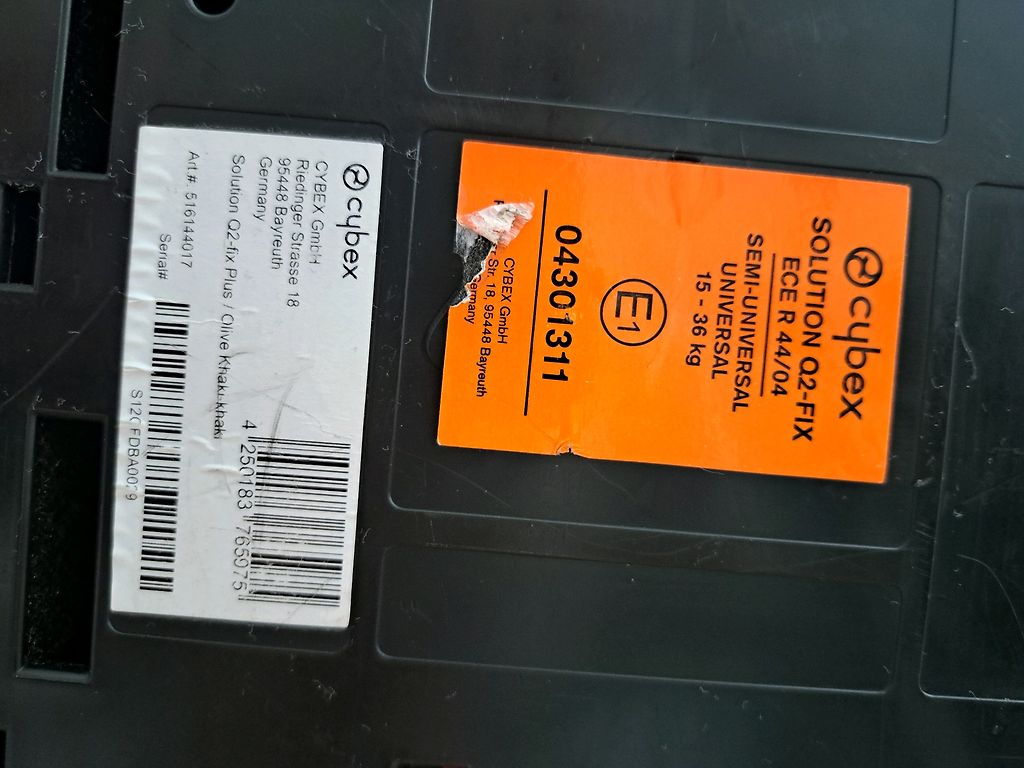 cybex
CYBEX GmbH
Riedinger Strasse 18
95448 Bayreuth
Germany
Solution Q2-fix Plus / Olive Khaki-khaki
4 250183 765075
Art#. 516144017
Serial#
cybex
SOLUTION Q2-FIX
ECE R 44/04
SEMI-UNIVERSAL
UNIVERSAL
15 - 36 kg
E1
04301311
CYBEX GmbH
Str. 18, 95448 Bayreuth
Germany